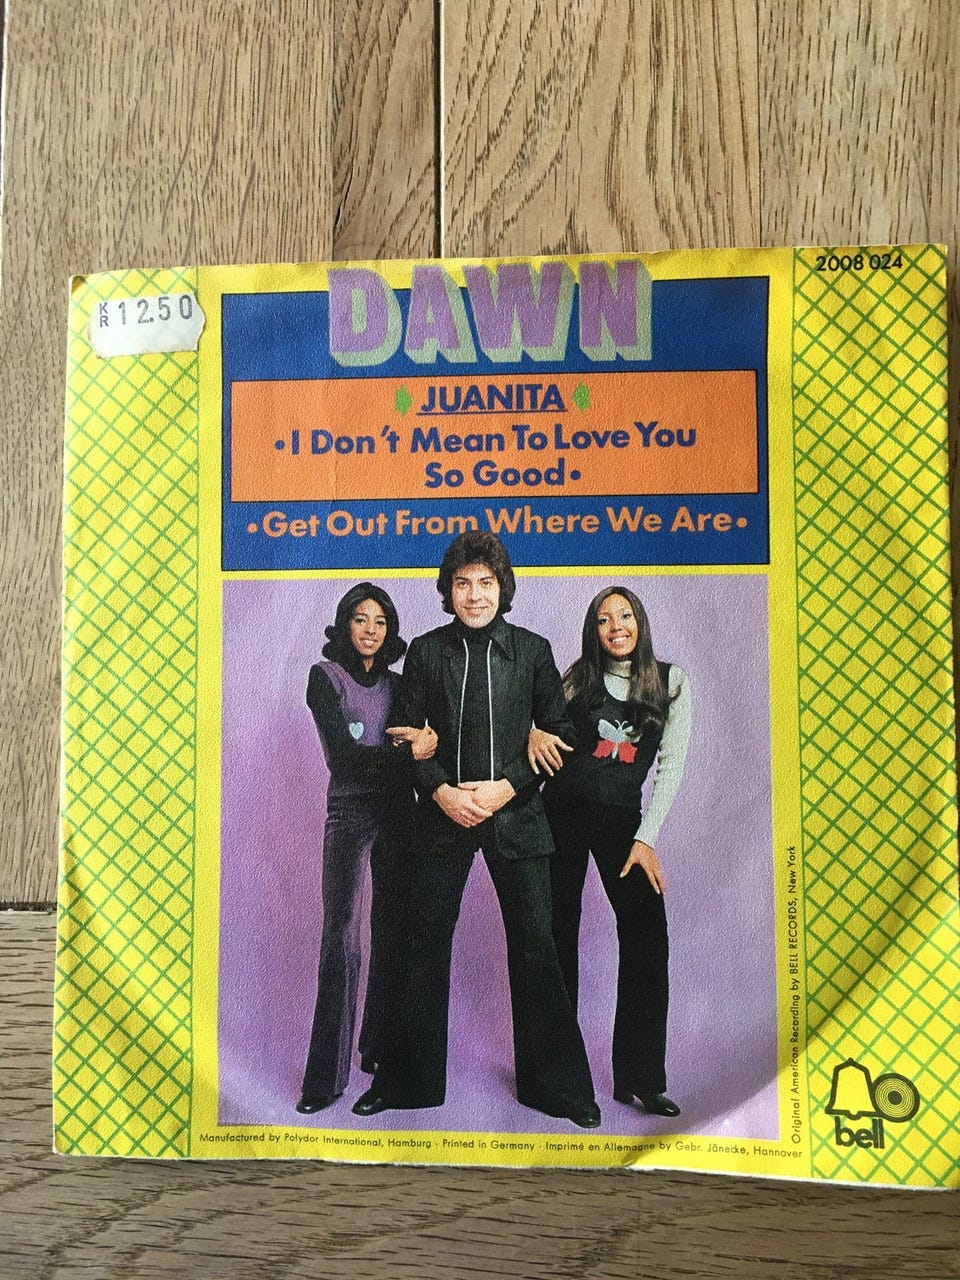 2008 024
KR 12.50
DAWN
JUANITA
•I Don't Mean To Love You
So Good•
•Get Out From Where We Are•
Original American Recording by BELL RECORDS, New York
bell
Manufactured by Polydor International, Hamburg · Printed in Germany · Imprimé en Allemagne by Gebr. Jänecke, Hannover